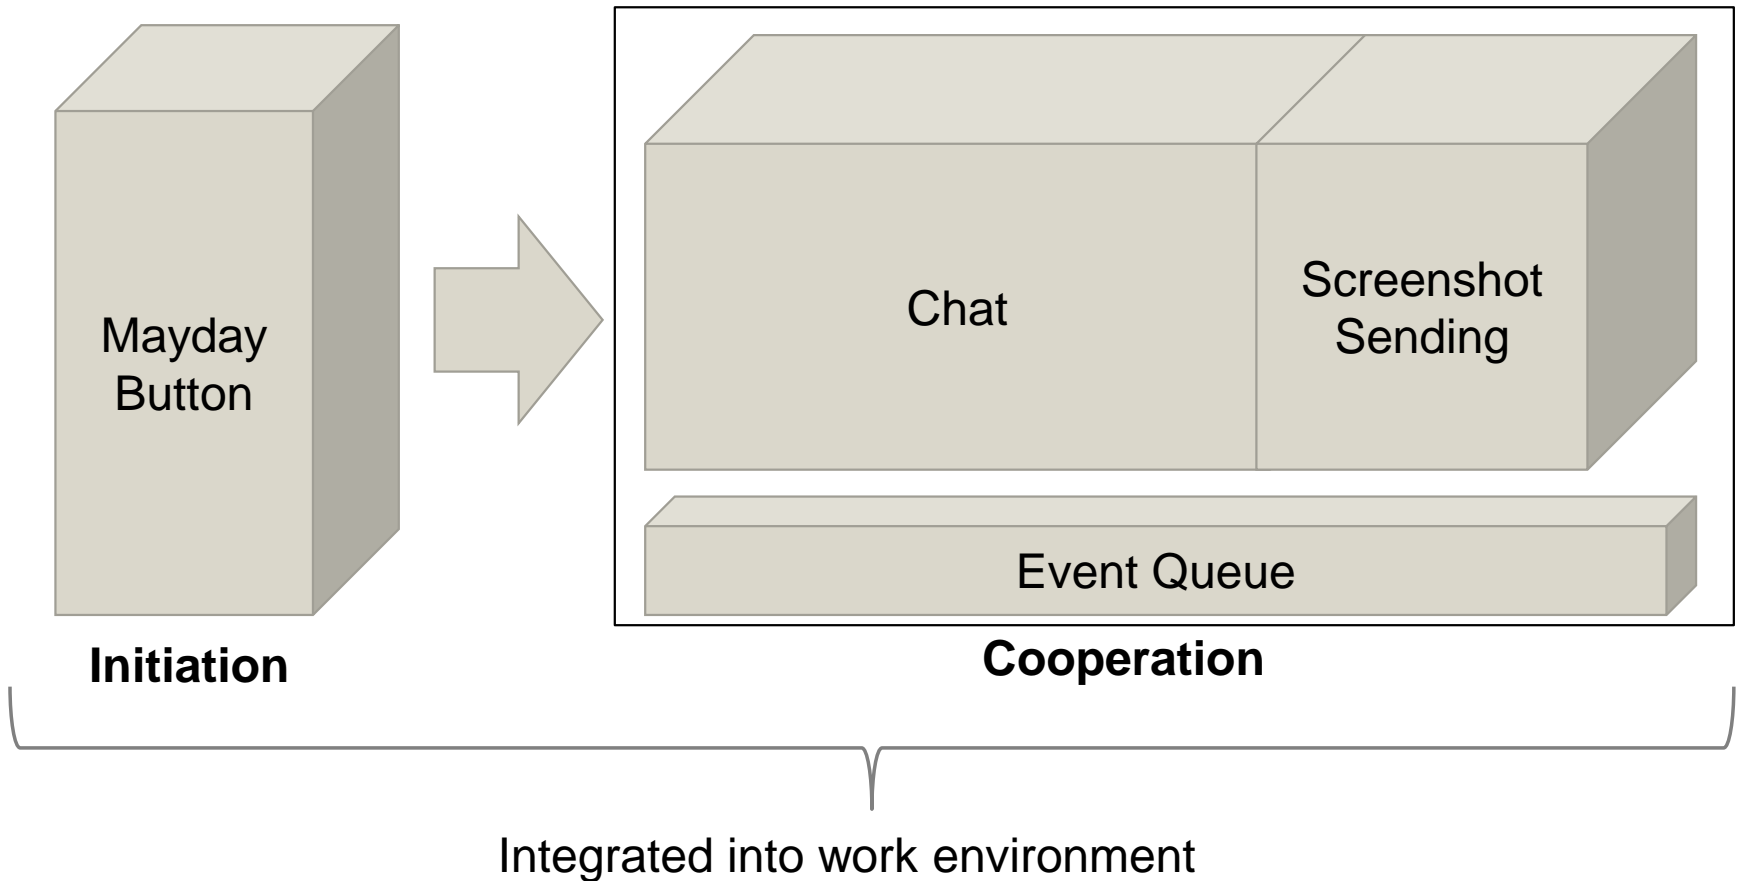 Mayday
Button
Chat
Screenshot
Sending
Event Queue
Initiation
Cooperation
Integrated into work environment